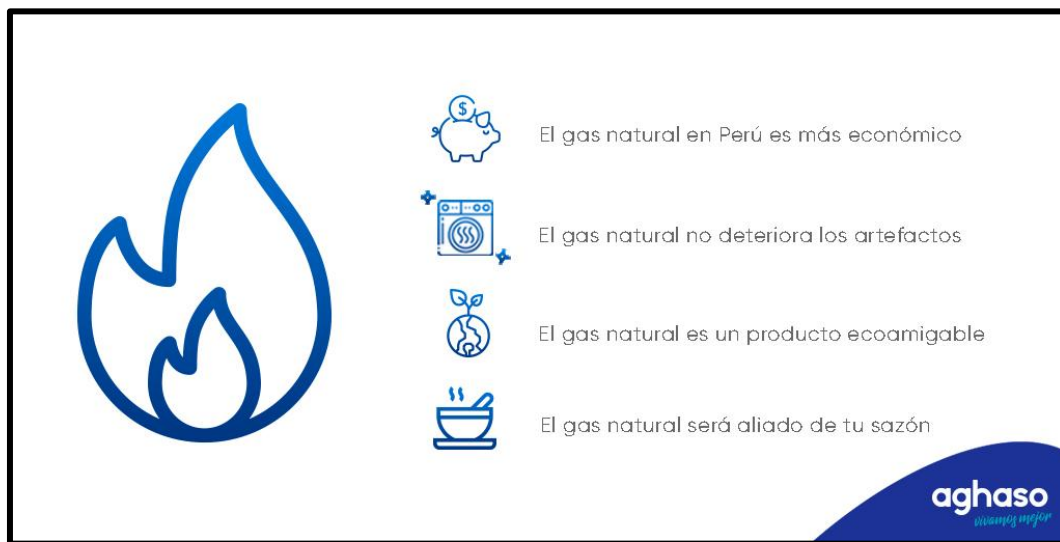 $
El gas natural en Perú es más económico
El gas natural no deteriora los artefactos
El gas natural es un producto ecoamigable
El gas natural será aliado de tu sazón
aghaso
vivamos mejor